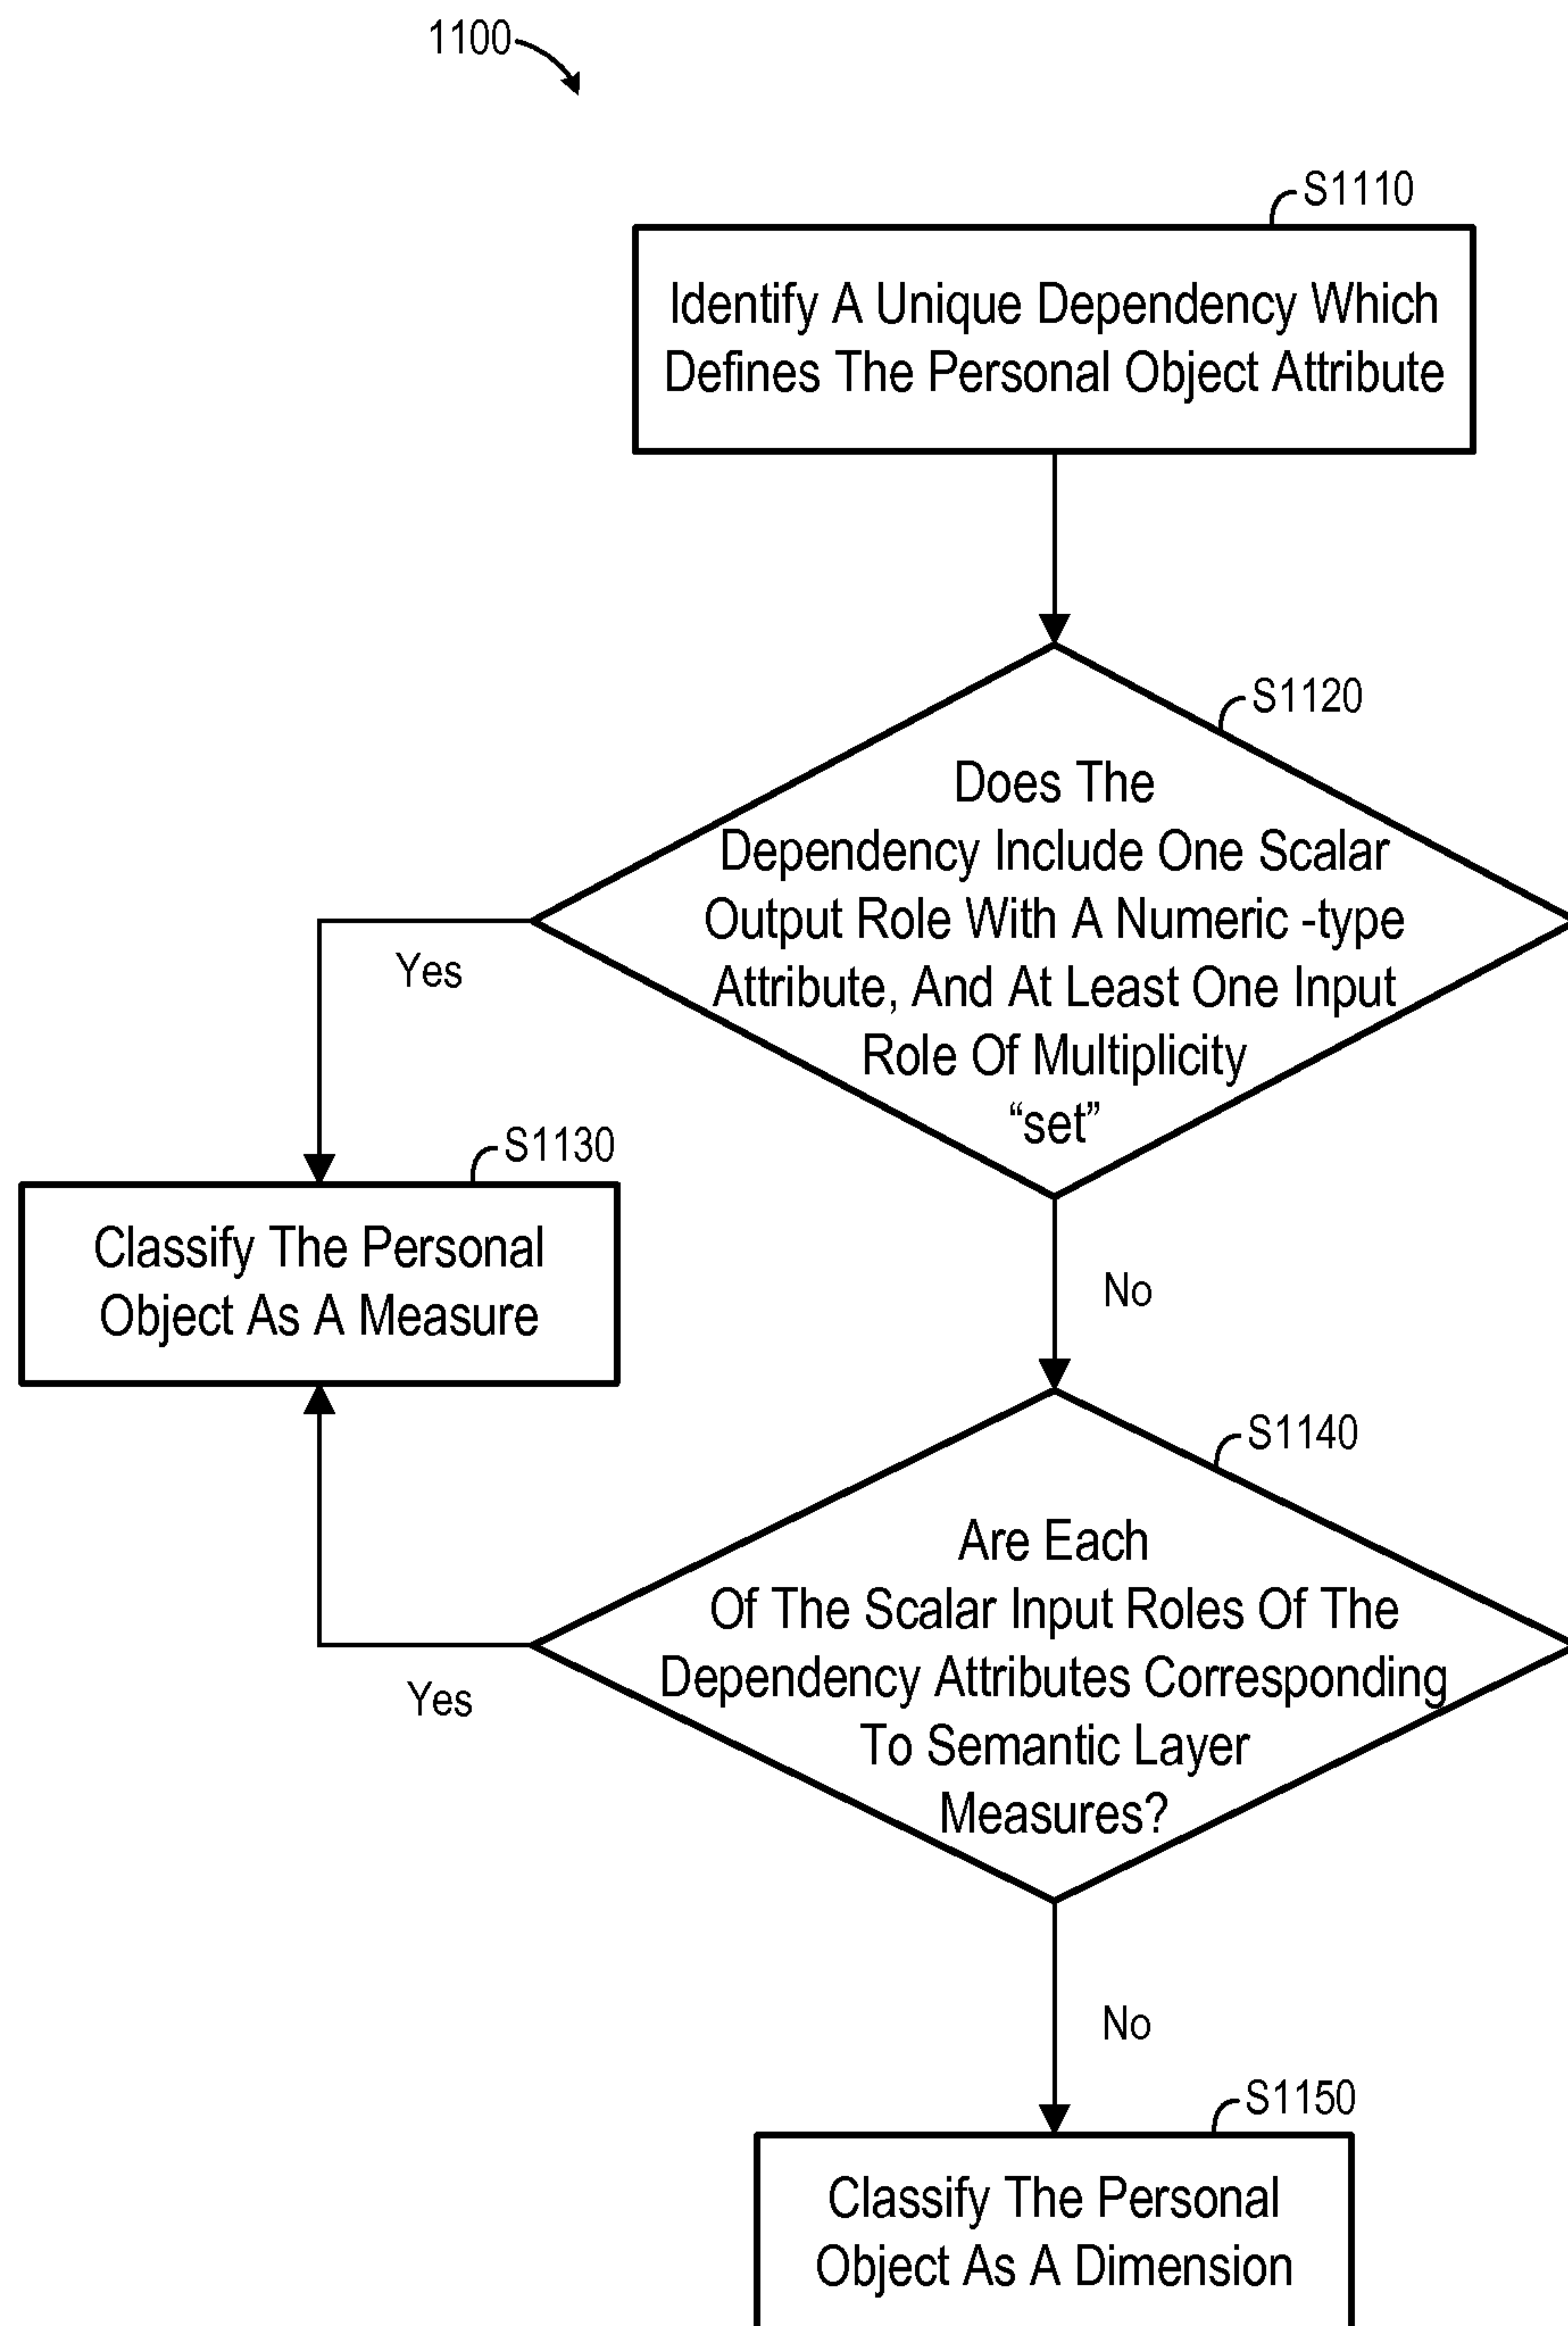 1100
S1110
Identify A Unique Dependency Which
Defines The Personal Object Attribute
S1120
Does The
Dependency Include One Scalar
Output Role With A Numeric -type
Attribute, And At Least One Input
Role Of Multiplicity
“set”
Yes
S1130
Classify The Personal
Object As A Measure
No
S1140
Are Each
Of The Scalar Input Roles Of The
Dependency Attributes Corresponding
To Semantic Layer
Measures?
Yes
No
S1150
Classify The Personal
Object As A Dimension